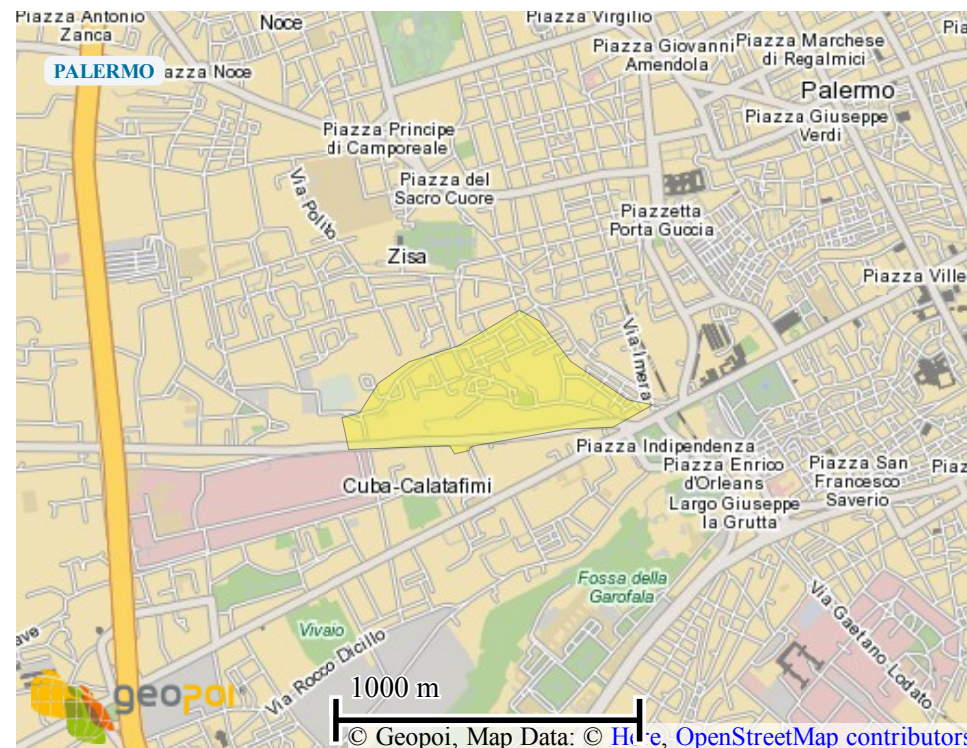 Piazza Antonio
Zanca
Noce
Piazza Virgilio
Piazza Giovanni
Amendola
Piazza Marchese
di Regalmici
PALERMO
azza Noce
Palermo
Piazza Giuseppe
Verdi
Piazza Principe
di Camporeale
Via Polito
Piazza del
Sacro Cuore
Piazzetta
Porta Guccia
Zisa
Piazza Ville
Via Imera
Piazza Indipendenza
Cuba-Calatafimi
Piazza Enrico
d'Orleans
Piazza San
Francesco
Saverio
Piaz
Largo Giuseppe
la Grutta
Fossa della
Garofala
Vivaio
Via Rocco Dicillo
Via Gaetano Lodato
geopoi
1000 m
© Geopoi, Map Data: © Here, OpenStreetMap contributors